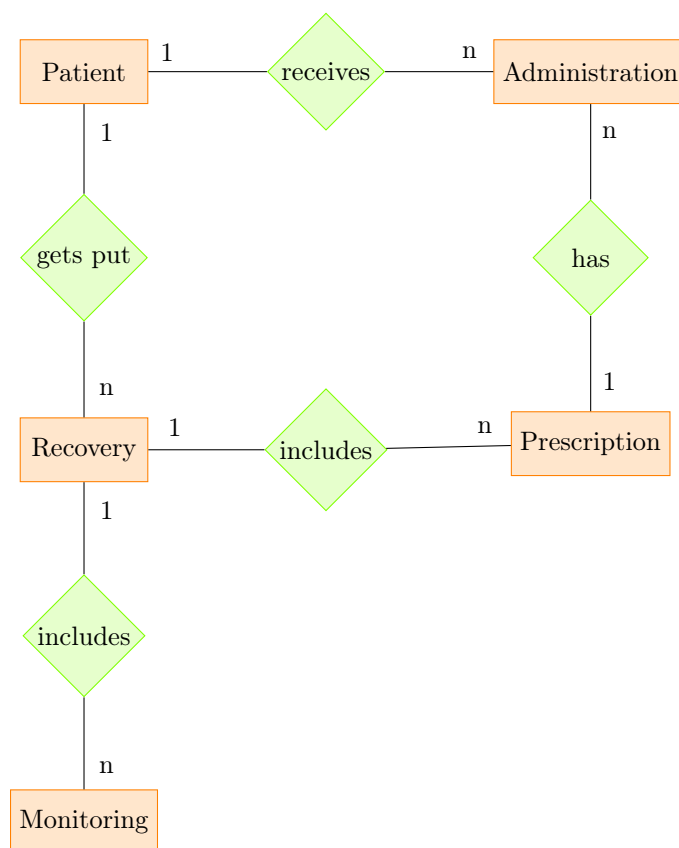 Patient
1
receives
n
Administration
1
n
gets put
has
n
1
Recovery
1
includes
n
Prescription
1
includes
n
Monitoring